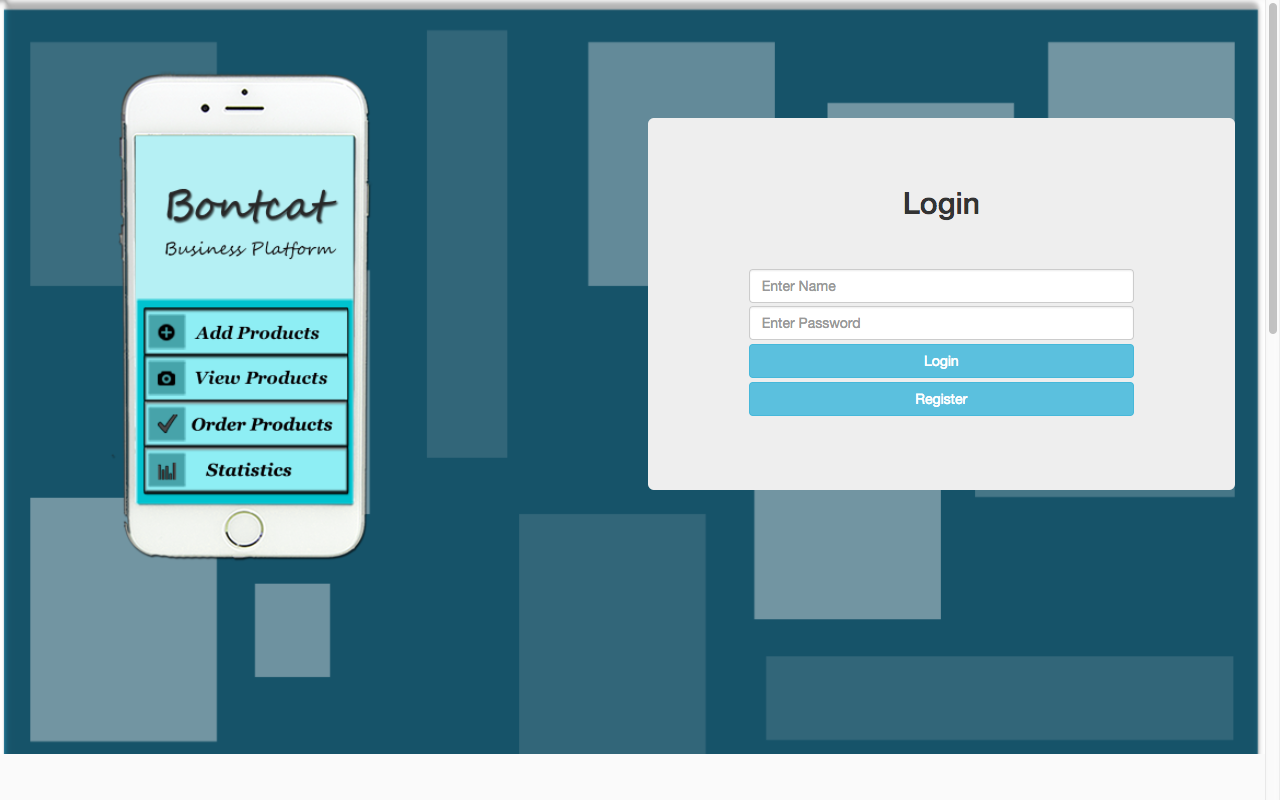 Bontcat
Business Platform
Add Products
View Products
Order Products
Statistics
Login
Enter Name
Enter Password
Login
Register